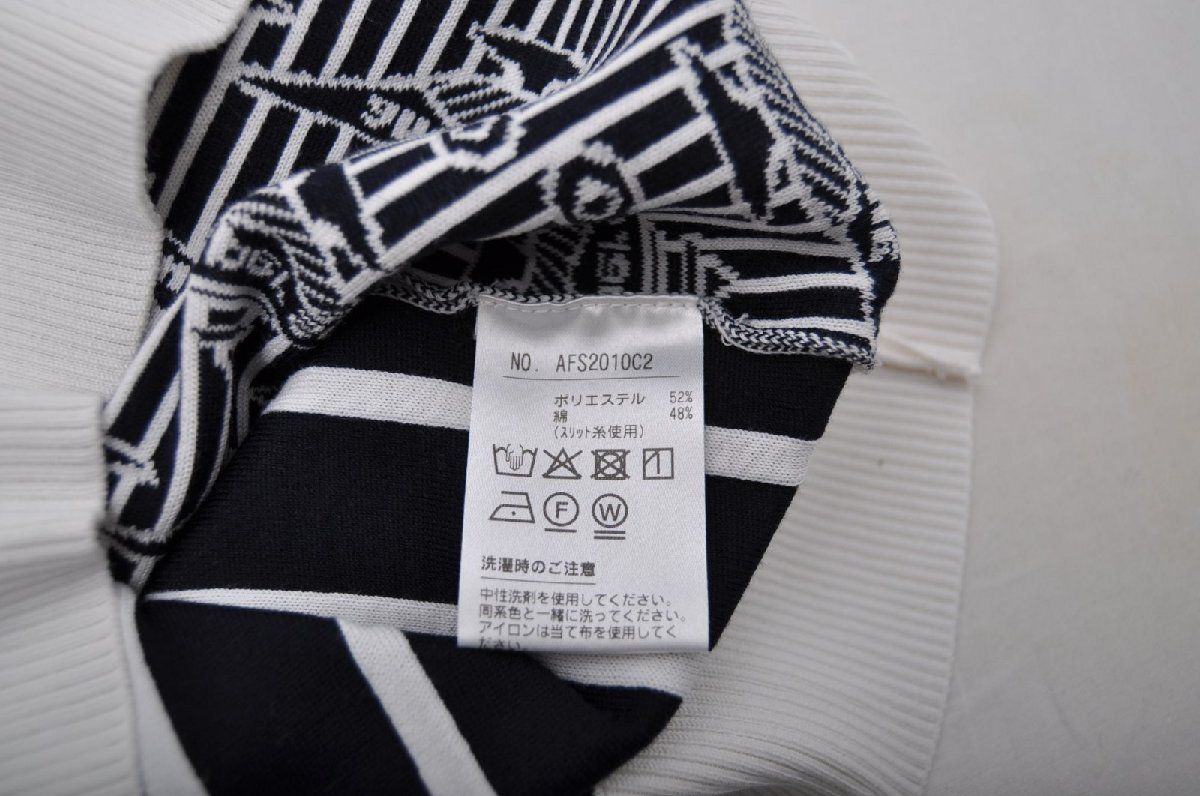 NO. AFS2010C2
ポリエステル 52%
綿 48%
(スリット糸使用)
F W
洗濯時のご注意
中性洗剤を使用してください。
同系色と一緒に洗ってください。
アイロンは当て布を使用してく
ださい。